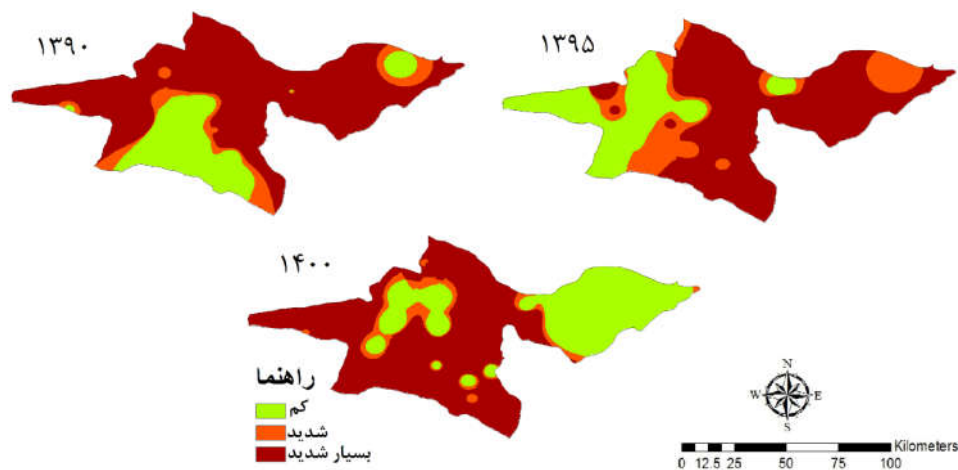 ۱۳۹۰
۱۳۹۵
۱۴۰۰
راهنما
کم
شدید
بسیار شدید
N
W E
S
Kilometers
0 12.5 25 50 75 100